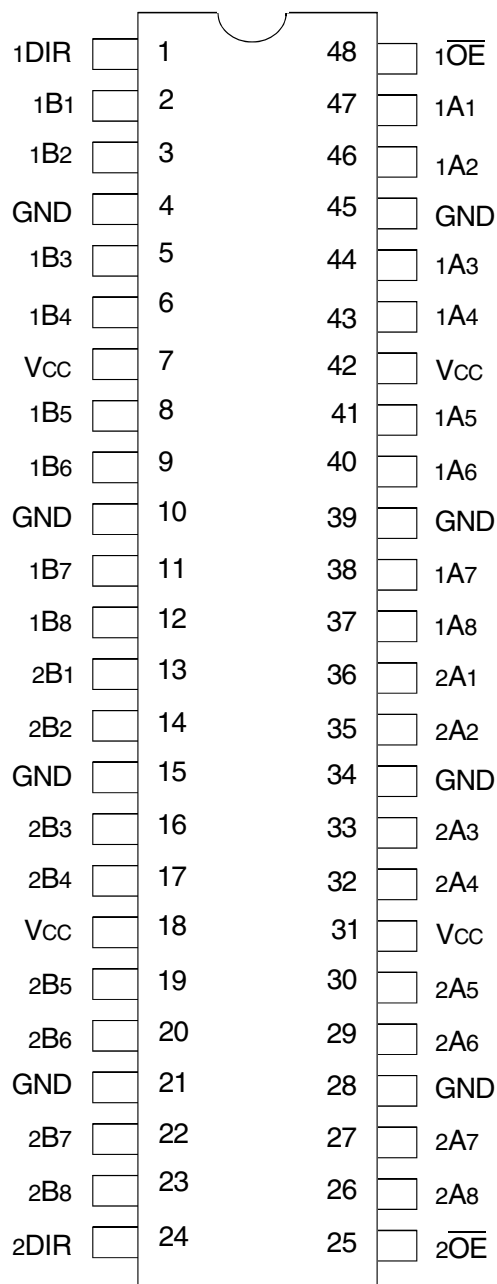 1DIR 1 48 1O̅E̅
1B1 2 47 1A1
1B2 3 46 1A2
GND 4 45 GND
1B3 5 44 1A3
1B4 6 43 1A4
VCC 7 42 VCC
1B5 8 41 1A5
1B6 9 40 1A6
GND 10 39 GND
1B7 11 38 1A7
1B8 12 37 1A8
2B1 13 36 2A1
2B2 14 35 2A2
GND 15 34 GND
2B3 16 33 2A3
2B4 17 32 2A4
VCC 18 31 VCC
2B5 19 30 2A5
2B6 20 29 2A6
GND 21 28 GND
2B7 22 27 2A7
2B8 23 26 2A8
2DIR 24 25 2O̅E̅